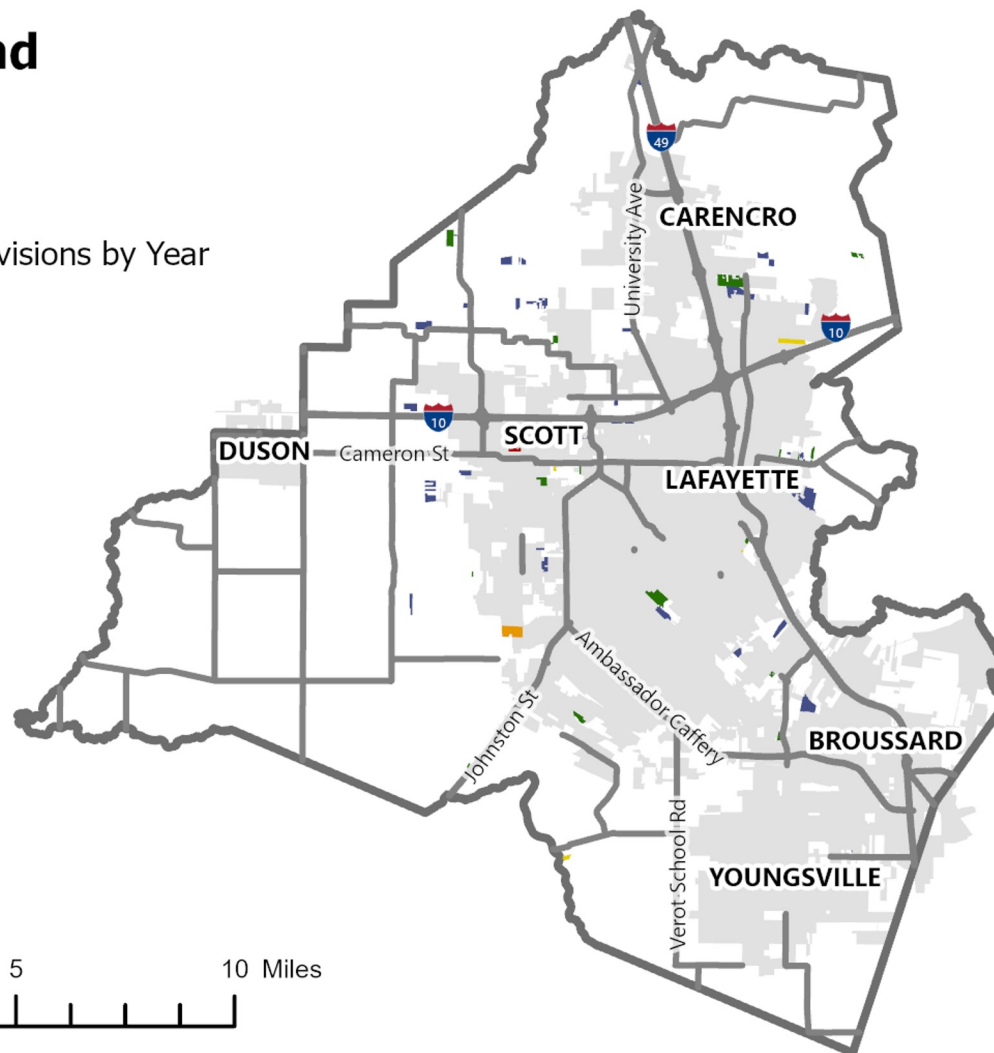 nd
visions by Year
49
CARENCRO
University Ave
10
10
SCOTT
DUSON
Cameron St
LAFAYETTE
Ambassador Caffery
Johnston St
BROUSSARD
Verot School Rd
YOUNGSVILLE
5 10 Miles